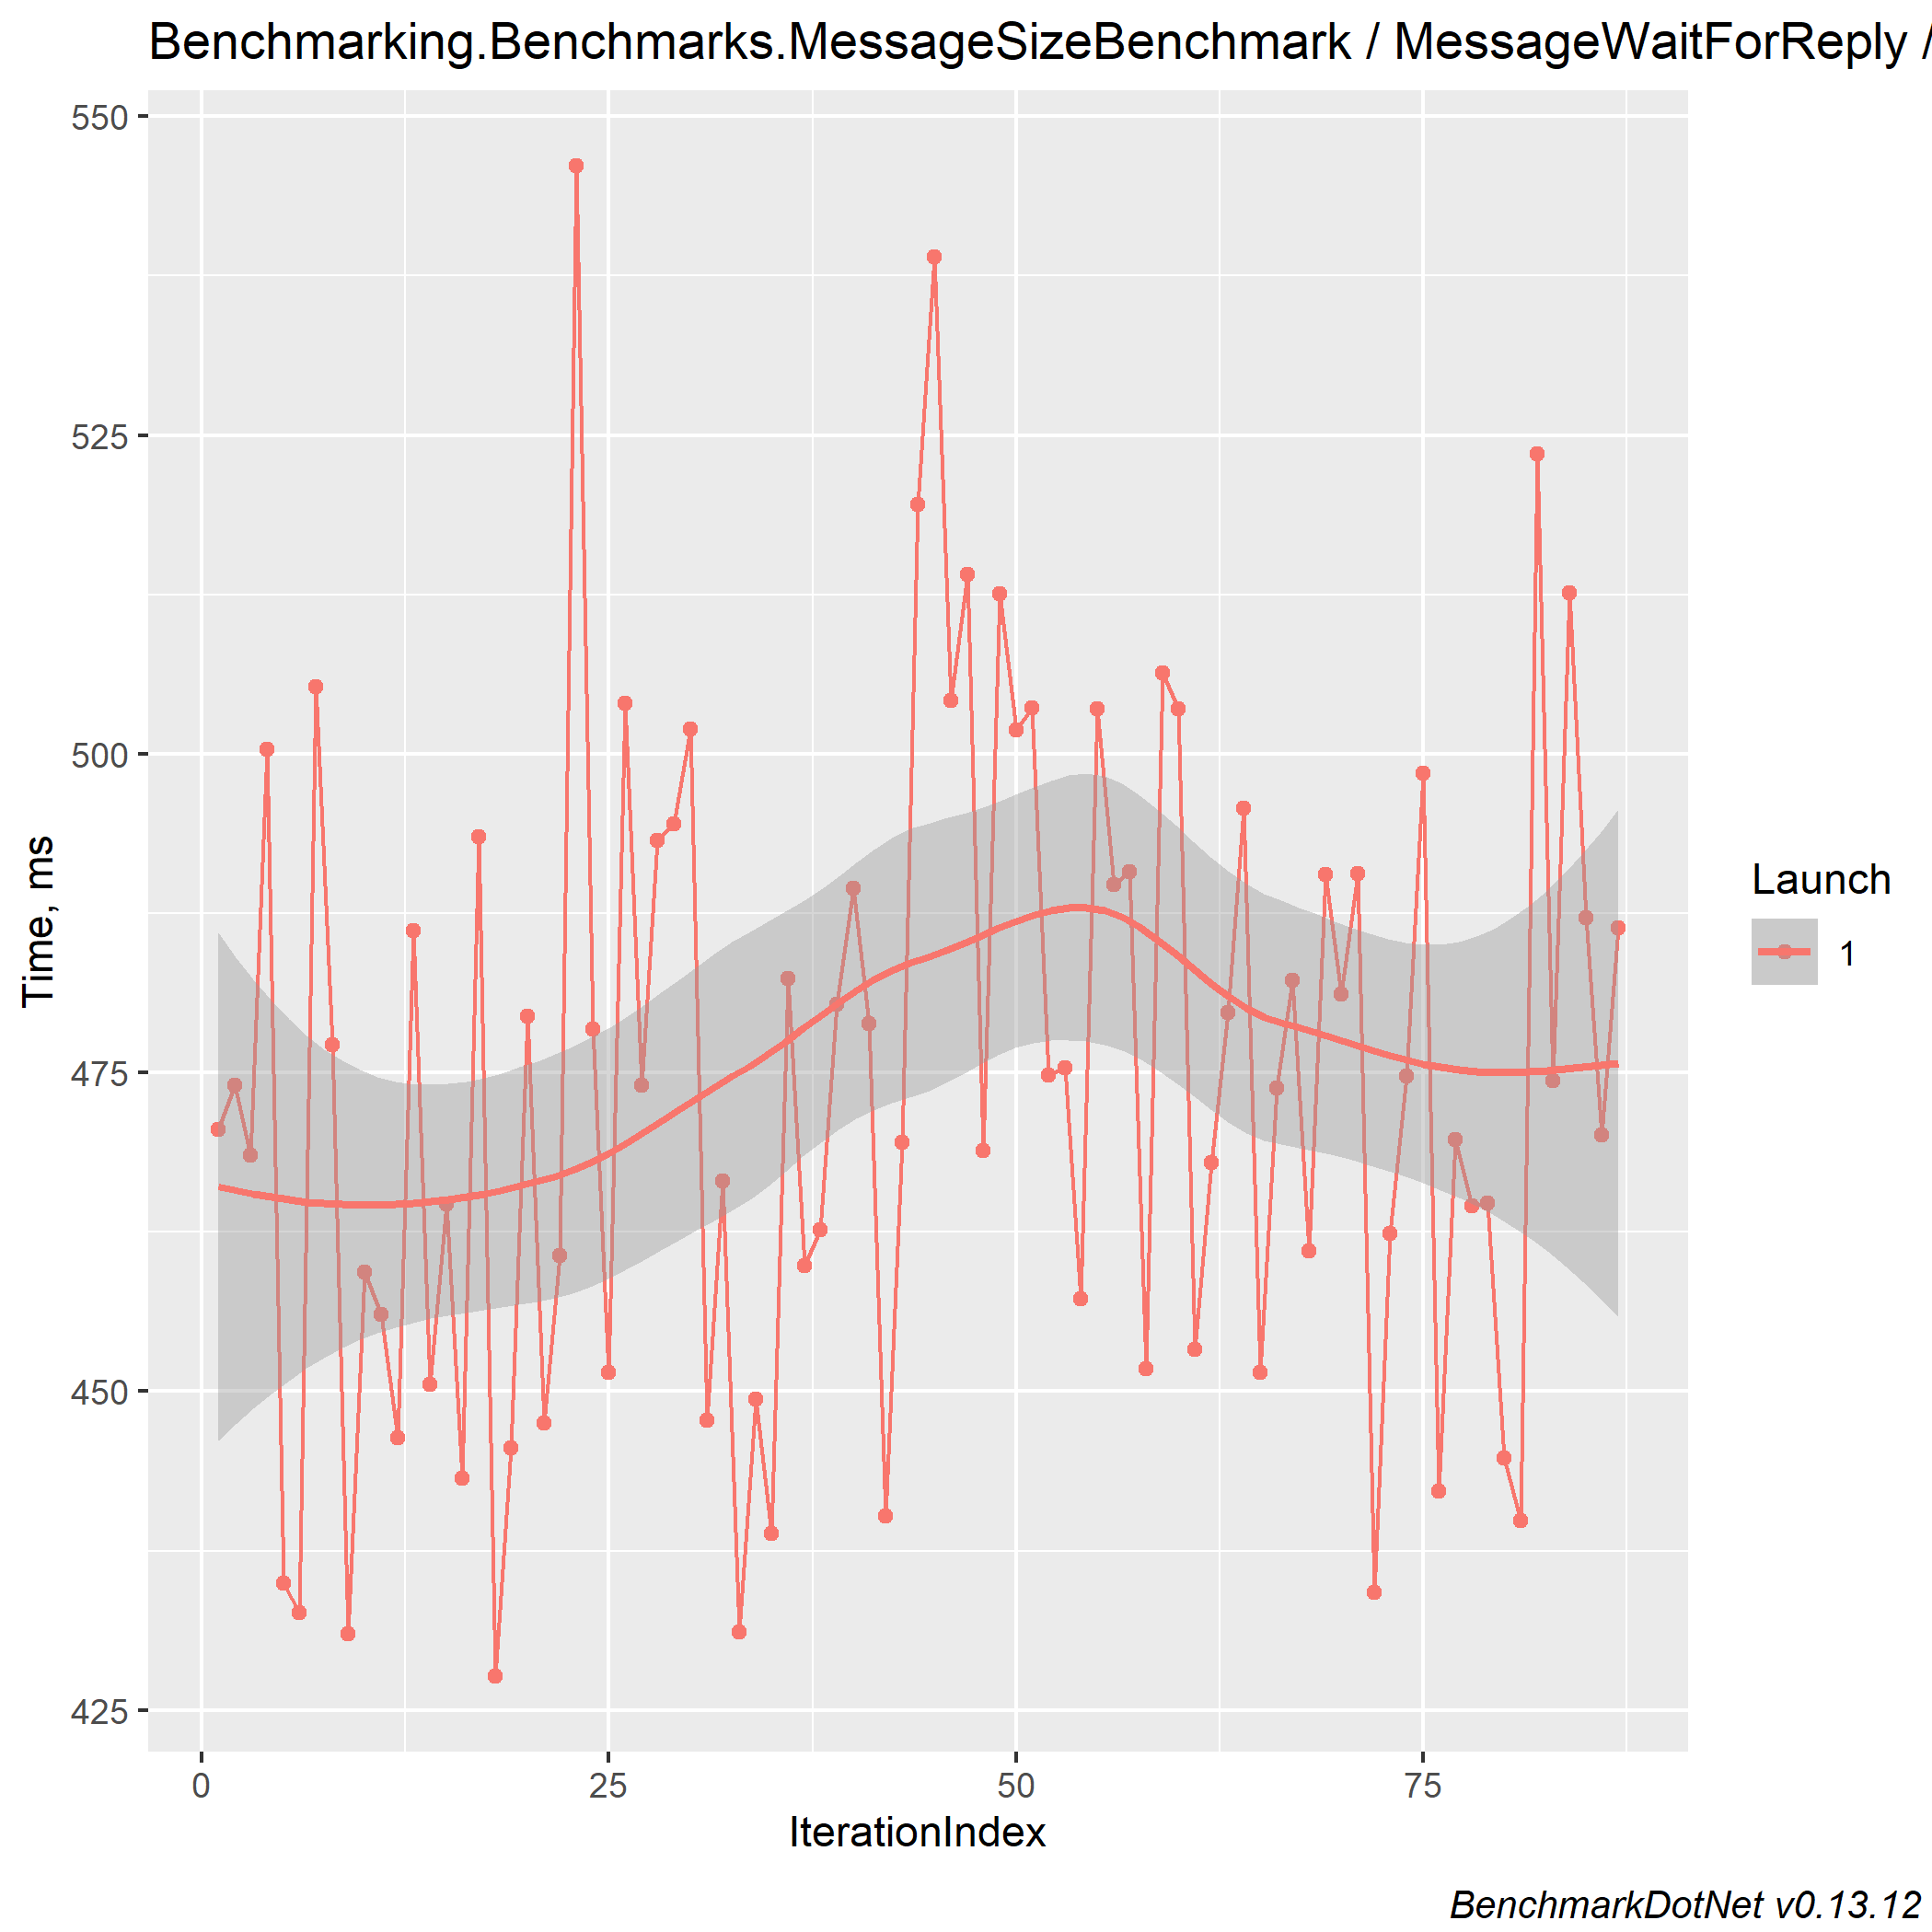 Benchmarking.Benchmarks.MessageSizeBenchmark / MessageWaitForReply /
550
525
500
475
450
425
Time, ms
0 25 50 75
IterationIndex
Launch
1
BenchmarkDotNet v0.13.12